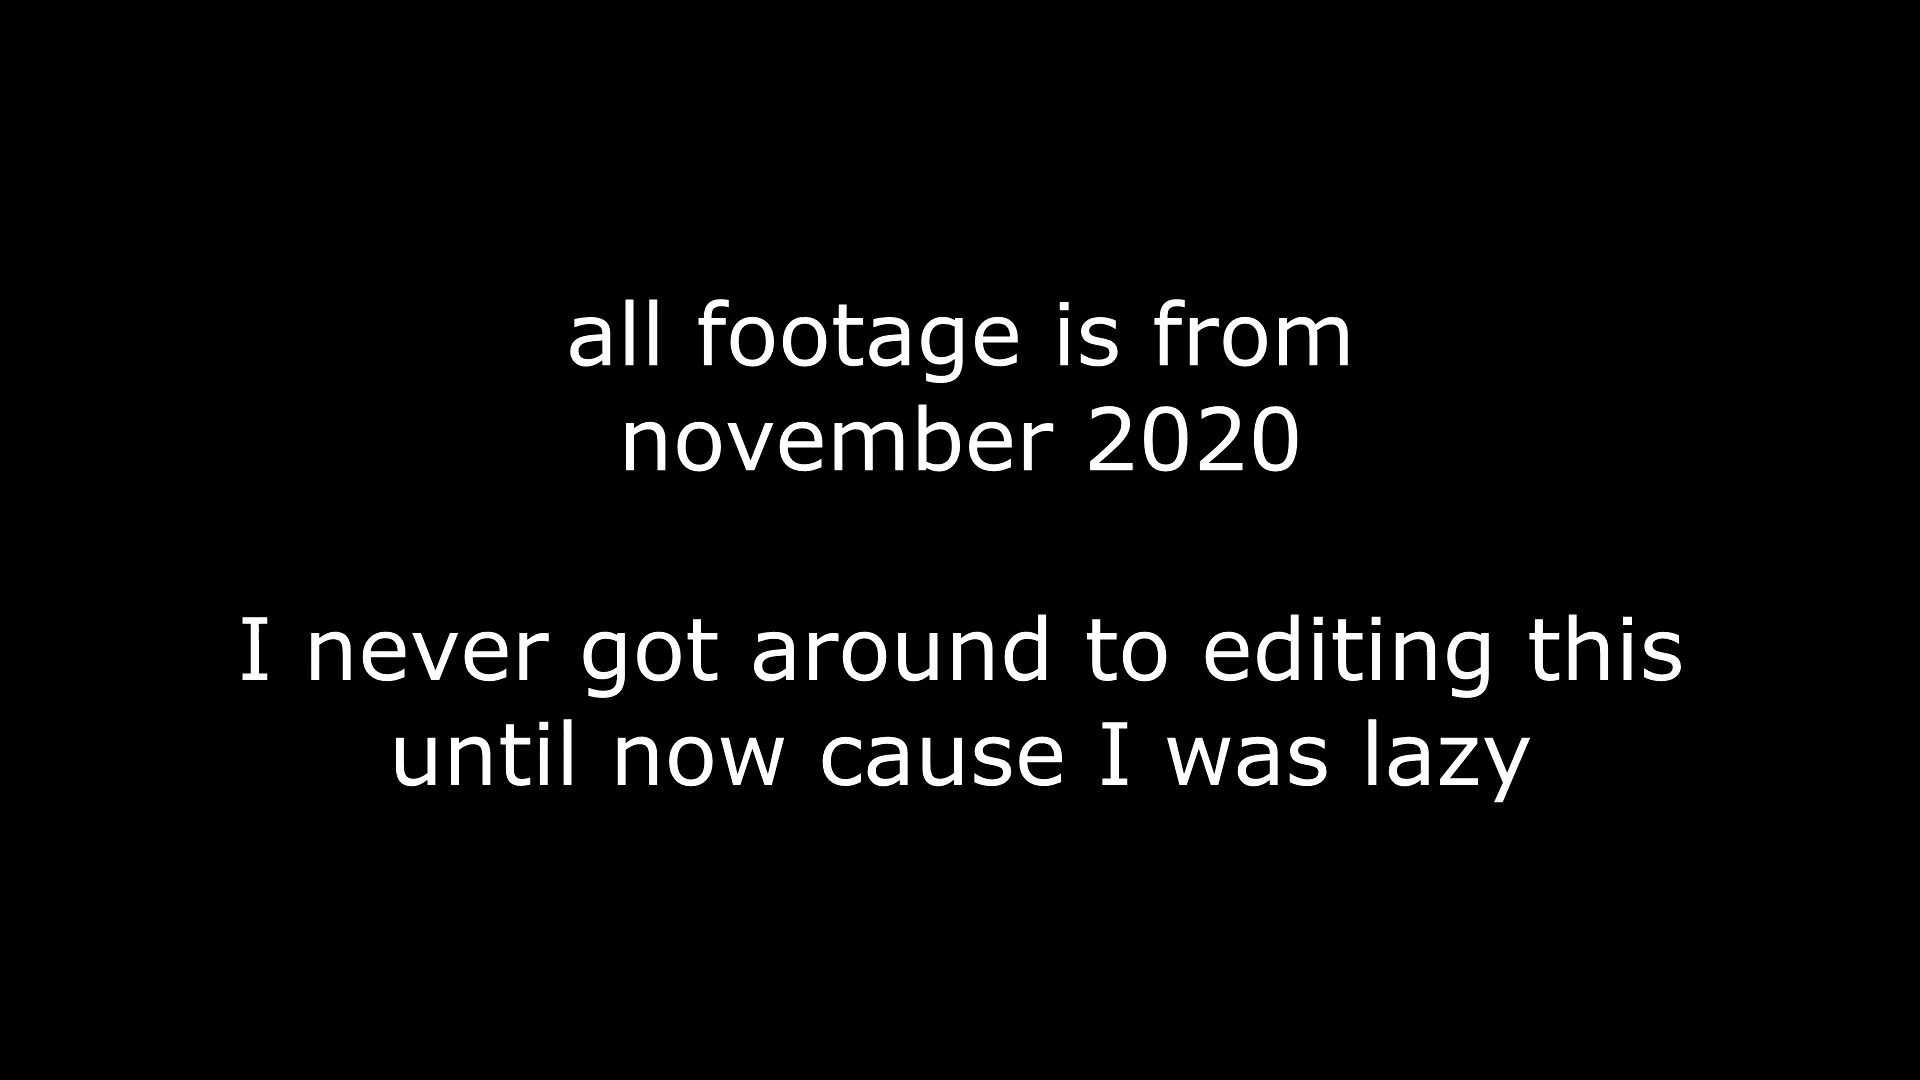 all footage is from
november 2020
I never got around to editing this
until now cause I was lazy